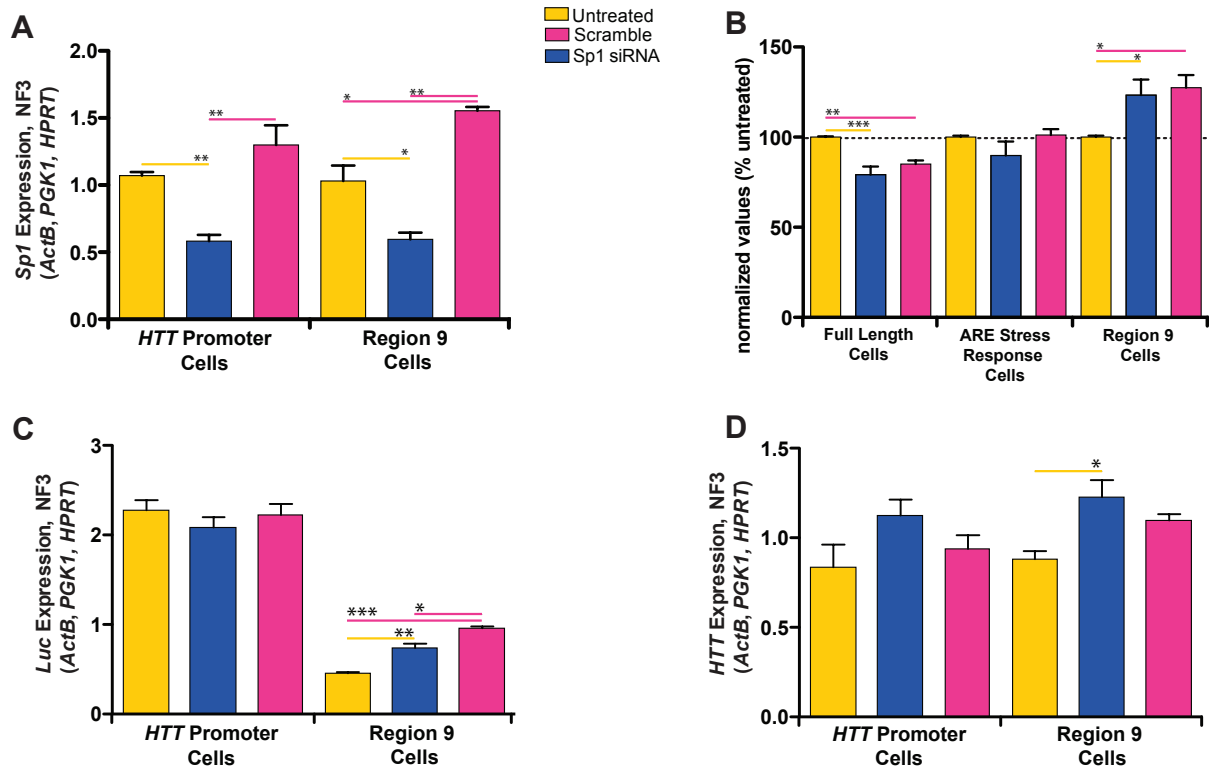 Untreated
Scramble
Sp1 siRNA
A
Sp1 Expression, NF3
(ActB, PGK1, HPRT)
2.0
1.5
1.0
0.5
0.0
**
**
*
**
*
HTT Promoter
Cells
Region 9
Cells
B
normalized values (% untreated)
150
100
50
0
**
***
*
*
Full Length
Cells
ARE Stress
Response
Cells
Region 9
Cells
C
Luc Expression, NF3
(ActB, PGK1, HPRT)
3
2
1
0
***
*
**
HTT Promoter
Cells
Region 9
Cells
D
HTT Expression, NF3
(ActB, PGK1, HPRT)
1.5
1.0
0.5
0.0
*
HTT Promoter
Cells
Region 9
Cells